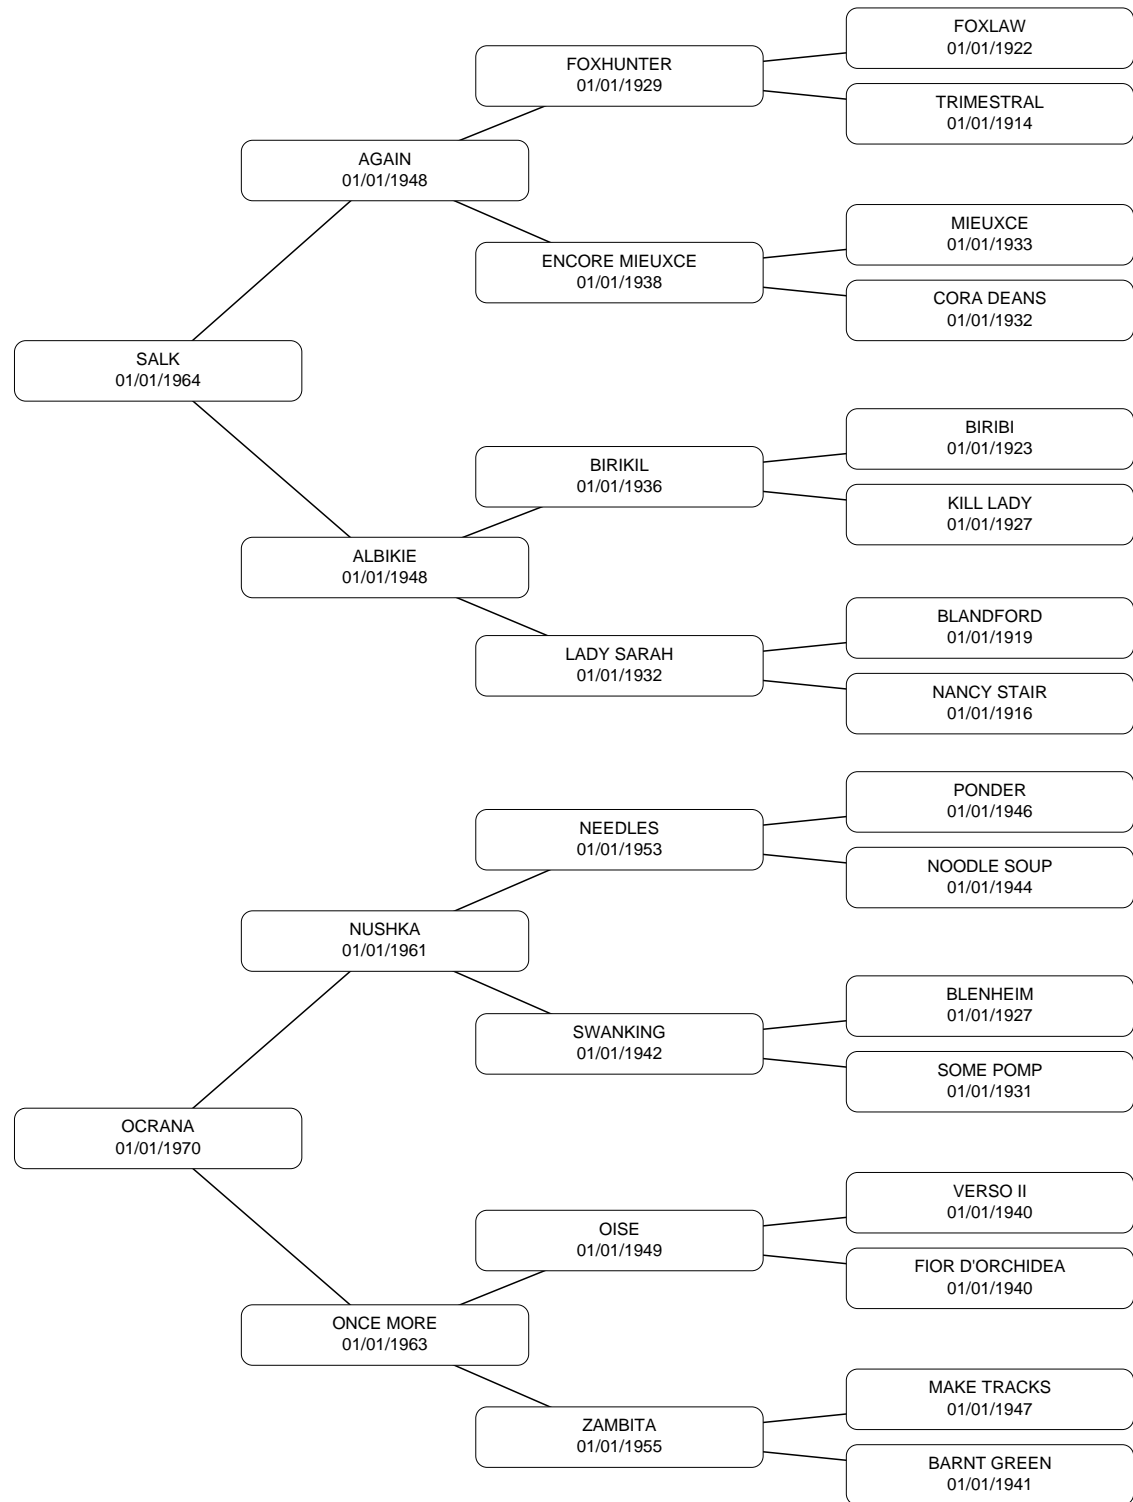 FOXLAW
01/01/1922
FOXHUNTER
01/01/1929
TRIMESTRAL
01/01/1914
AGAIN
01/01/1948
MIEUXCE
01/01/1933
ENCORE MIEUXCE
01/01/1938
CORA DEANS
01/01/1932
SALK
01/01/1964
BIRIBI
01/01/1923
BIRIKIL
01/01/1936
KILL LADY
01/01/1927
ALBIKIE
01/01/1948
BLANDFORD
01/01/1919
LADY SARAH
01/01/1932
NANCY STAIR
01/01/1916
PONDER
01/01/1946
NEEDLES
01/01/1953
NOODLE SOUP
01/01/1944
NUSHKA
01/01/1961
BLENHEIM
01/01/1927
SWANKING
01/01/1942
SOME POMP
01/01/1931
OCRANA
01/01/1970
VERSO II
01/01/1940
OISE
01/01/1949
FIOR D'ORCHIDEA
01/01/1940
ONCE MORE
01/01/1963
MAKE TRACKS
01/01/1947
ZAMBITA
01/01/1955
BARNT GREEN
01/01/1941